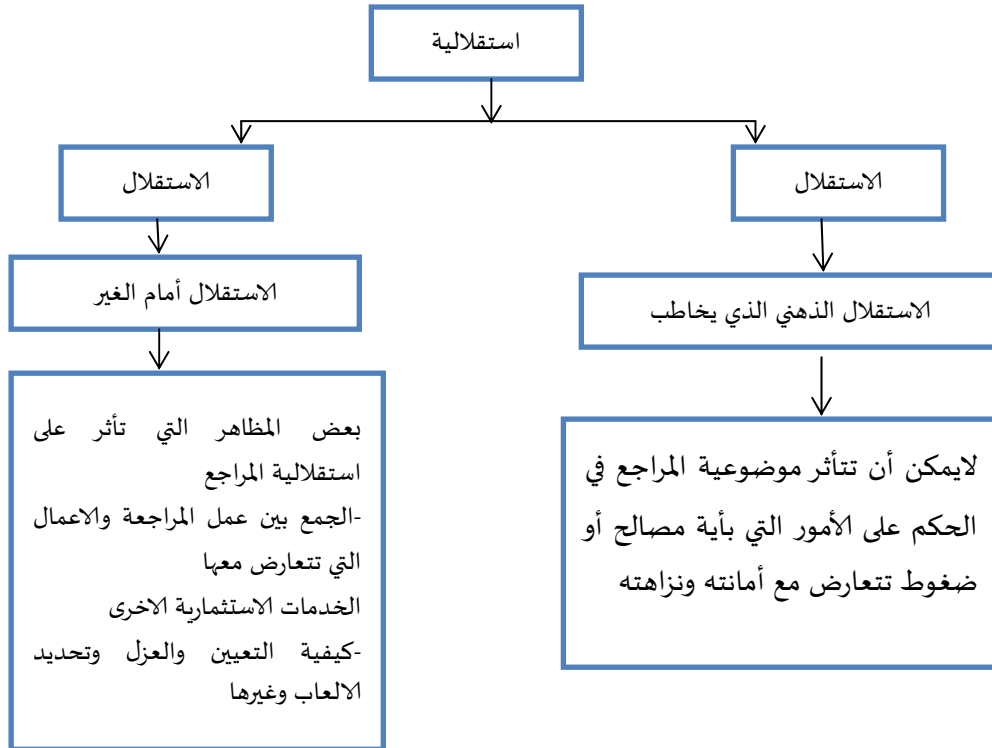 استقلالية
الاستقلال
الاستقلال
الاستقلال الذهني الذي يخاطب
الاستقلال أمام الغير
لايمكن أن تتأثر موضوعية المراجع في
الحكم على الأمور التي بأية مصالح أو
ضغوط تتعارض مع أمانته ونزاهته
بعض المظاهر التي تأثر على
استقلالية المراجع
-الجمع بين عمل المراجعة والاعمال
التي تتعارض معها
الخدمات الاستثمارية الاخرى
-كيفية التعيين والعزل وتحديد
الالعاب وغيرها